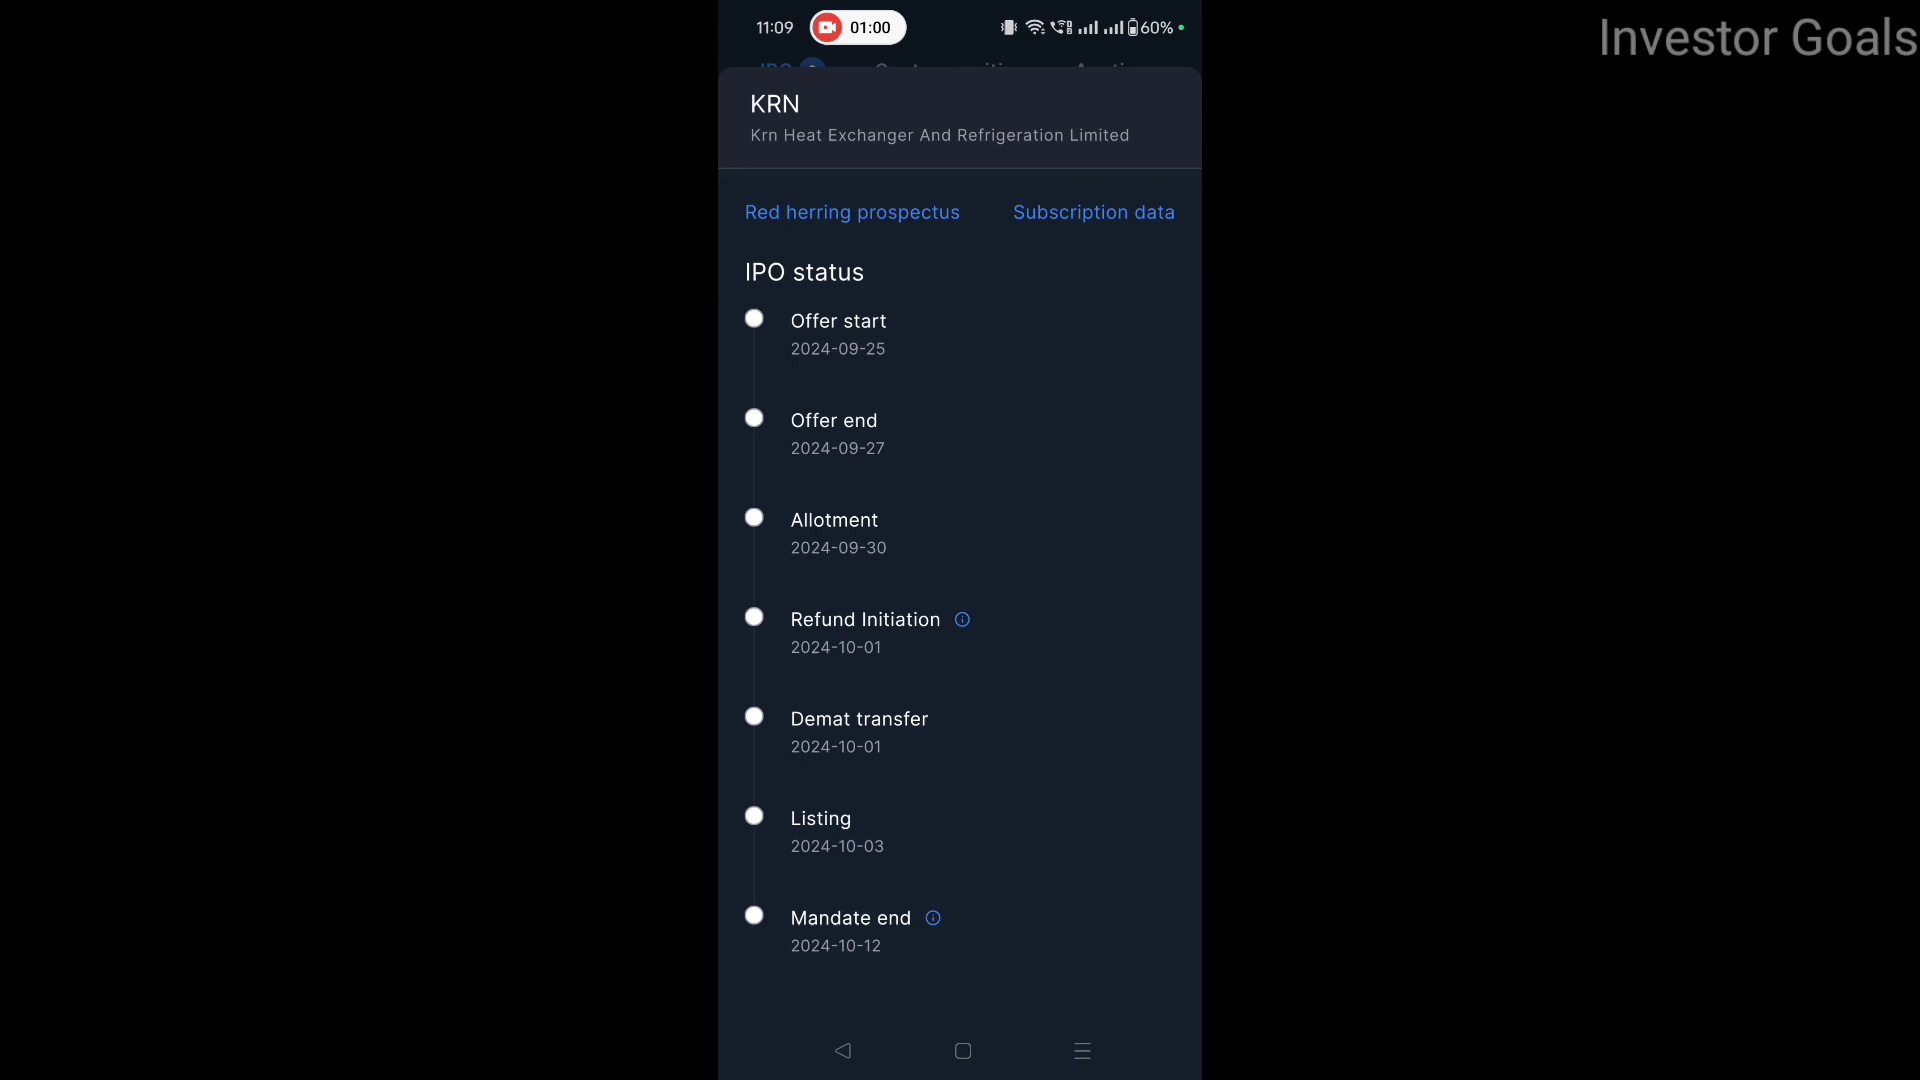 11:09 01:00 60%
Investor Goals
KRN
Krn Heat Exchanger And Refrigeration Limited
Red herring prospectus Subscription data
IPO status
Offer start
2024-09-25
Offer end
2024-09-27
Allotment
2024-09-30
Refund Initiation
2024-10-01
Demat transfer
2024-10-01
Listing
2024-10-03
Mandate end
2024-10-12